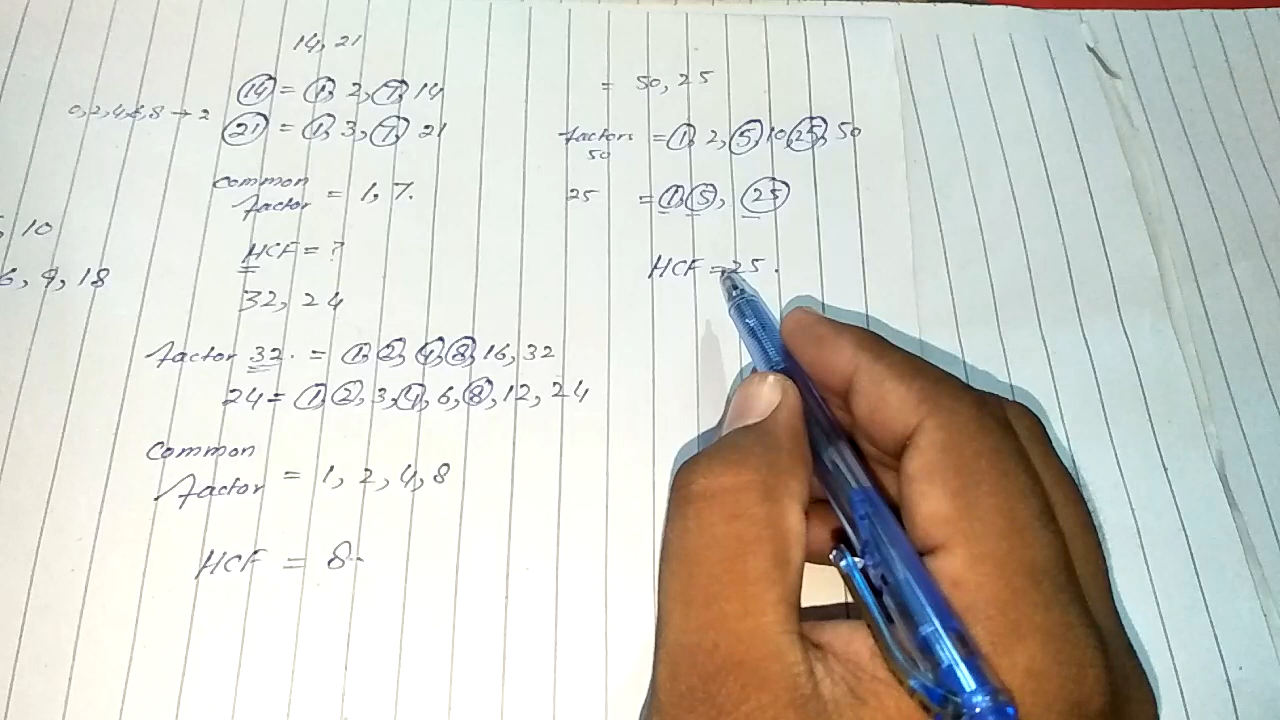 14, 21
14 = 1, 2, 7, 14
0, 2, 4, 6, 8 → 2
21 = 1, 3, 7, 21
common
factor = 1, 7.
HCF = ?
32, 24
factor 32. = 1, 2, 4, 8, 16, 32
24 = 1, 2, 3, 4, 6, 8, 12, 24
common
factor = 1, 2, 4, 8
HCF = 8.
, 10
6, 9, 18
= 50, 25
factors = 1, 2, 5, 10, 25, 50
50
25 = 1, 5, 25
HCF = 25.